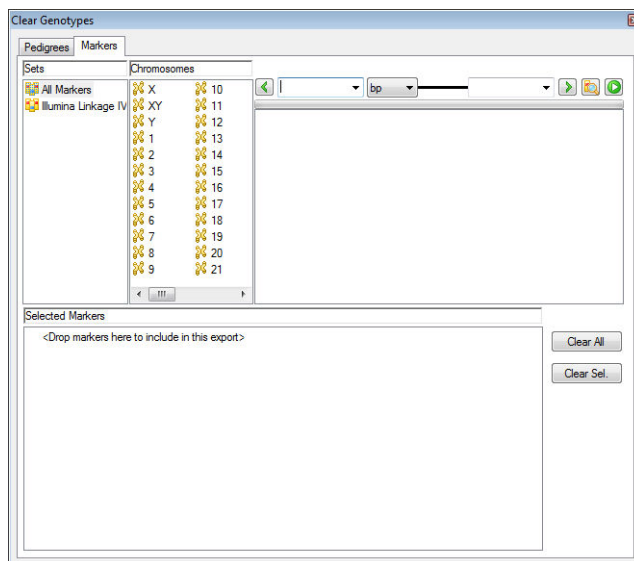 Clear Genotypes
Pedigrees Markers
Sets Chromosomes
All Markers X 10 bp
Illumina Linkage IV XY 11
Y 12
1 13
2 14
3 15
4 16
5 17
6 18
7 19
8 20
9 21
Selected Markers
<Drop markers here to include in this export>
Clear All
Clear Sel.